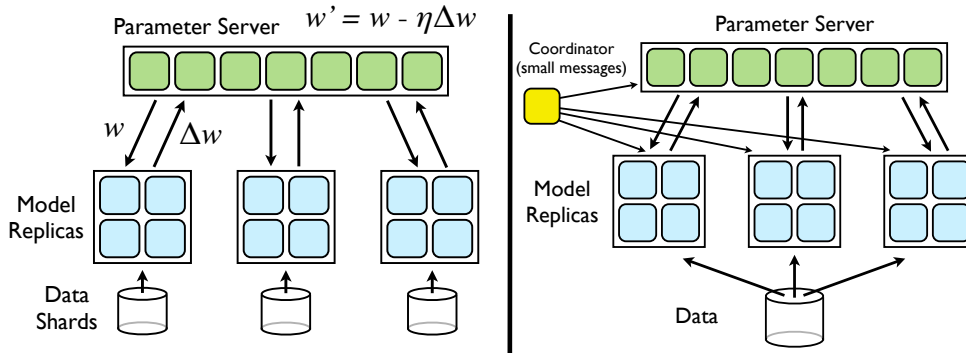 Parameter Server
w' = w - ηΔw
w
Δw
Model
Replicas
Data
Shards
Coordinator
(small messages)
Parameter Server
Model
Replicas
Data